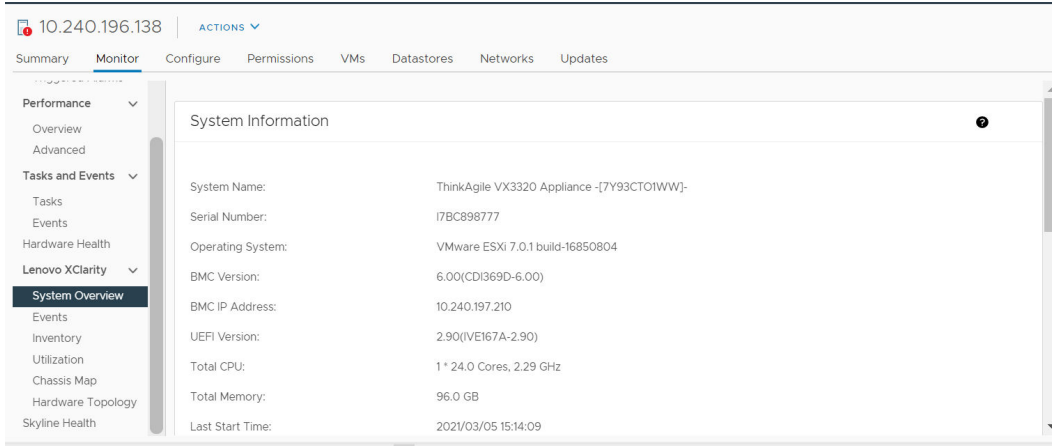 10.240.196.138 ACTIONS
Summary Monitor Configure Permissions VMs Datastores Networks Updates
Performance
Overview
Advanced
Tasks and Events
Tasks
Events
Hardware Health
Lenovo XClarity
System Overview
Events
Inventory
Utilization
Chassis Map
Hardware Topology
Skyline Health
System Information
System Name: ThinkAgile VX3320 Appliance -[7Y93CTO1WW]-
Serial Number: I7BC898777
Operating System: VMware ESXi 7.0.1 build-16850804
BMC Version: 6.00(CDI369D-6.00)
BMC IP Address: 10.240.197.210
UEFI Version: 2.90(IVE167A-2.90)
Total CPU: 1 * 24.0 Cores, 2.29 GHz
Total Memory: 96.0 GB
Last Start Time: 2021/03/05 15:14:09